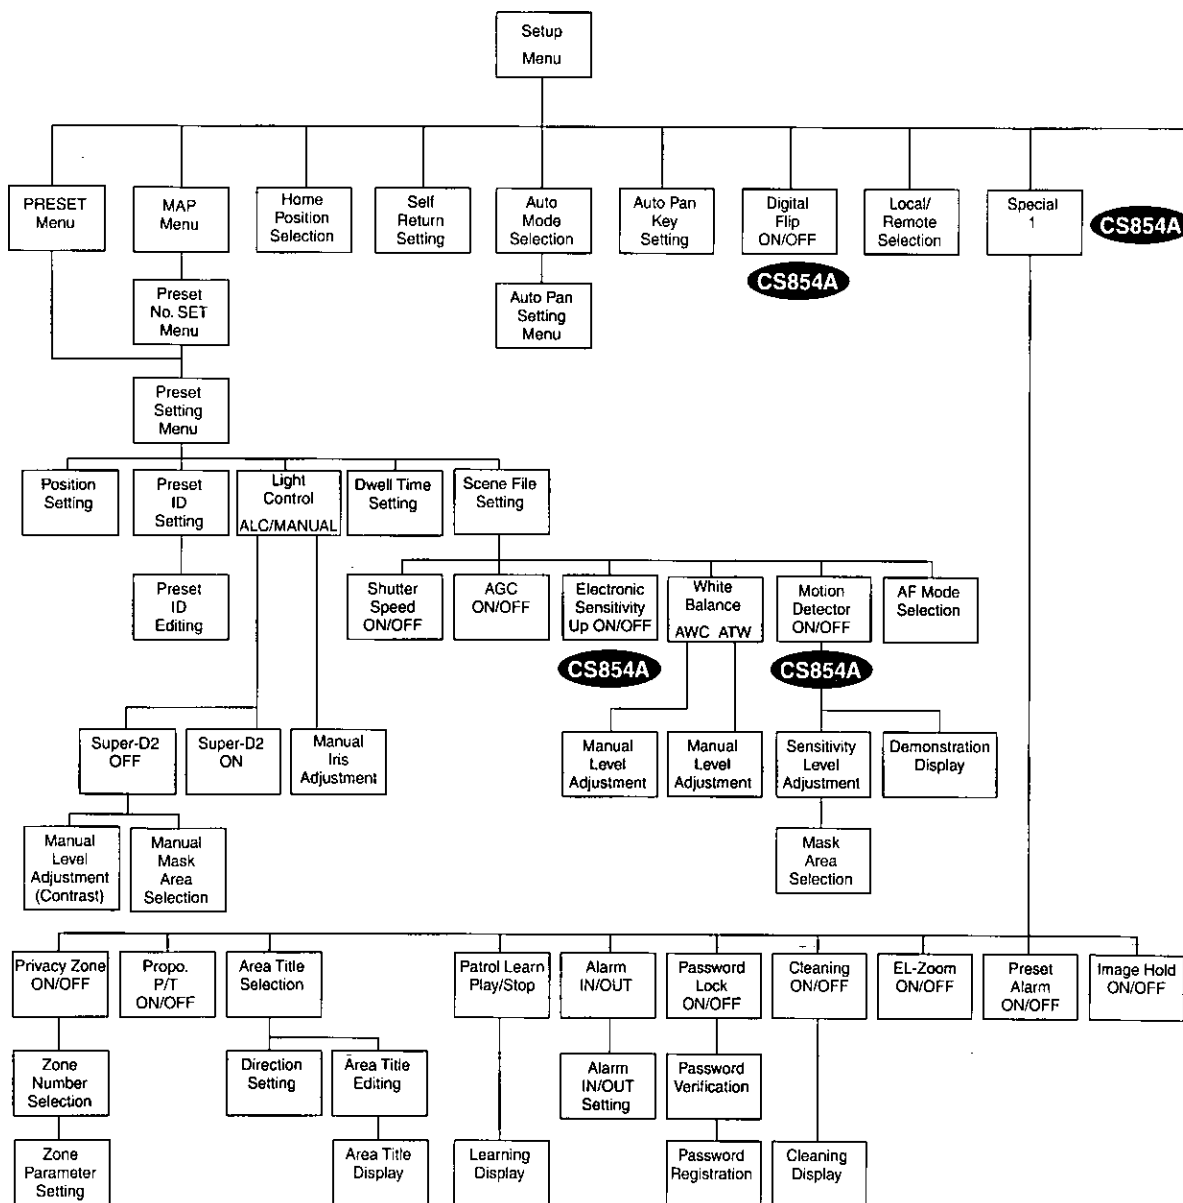 Setup
Menu
PRESET
Menu
MAP
Menu
Home
Position
Selection
Self
Return
Setting
Auto
Mode
Selection
Auto Pan
Key
Setting
Digital
Flip
ON/OFF
Local/
Remote
Selection
Special
1
CS854A
CS854A
Preset
No. SET
Menu
Auto Pan
Setting
Menu
Preset
Setting
Menu
Position
Setting
Preset
ID
Setting
Light
Control
ALC/MANUAL
Dwell Time
Setting
Scene File
Setting
Preset
ID
Editing
Shutter
Speed
ON/OFF
AGC
ON/OFF
Electronic
Sensitivity
Up ON/OFF
White
Balance
AWC ATW
Motion
Detector
ON/OFF
AF Mode
Selection
CS854A
CS854A
Super-D2
OFF
Super-D2
ON
Manual
Iris
Adjustment
Manual
Level
Adjustment
Manual
Level
Adjustment
Sensitivity
Level
Adjustment
Demonstration
Display
Manual
Level
Adjustment
(Contrast)
Manual
Mask
Area
Selection
Mask
Area
Selection
Privacy Zone
ON/OFF
Propo.
P/T
ON/OFF
Area Title
Selection
Patrol Learn
Play/Stop
Alarm
IN/OUT
Password
Lock
ON/OFF
Cleaning
ON/OFF
EL-Zoom
ON/OFF
Preset
Alarm
ON/OFF
Image Hold
ON/OFF
Zone
Number
Selection
Direction
Setting
Area Title
Editing
Alarm
IN/OUT
Setting
Password
Verification
Zone
Parameter
Setting
Area Title
Display
Learning
Display
Password
Registration
Cleaning
Display